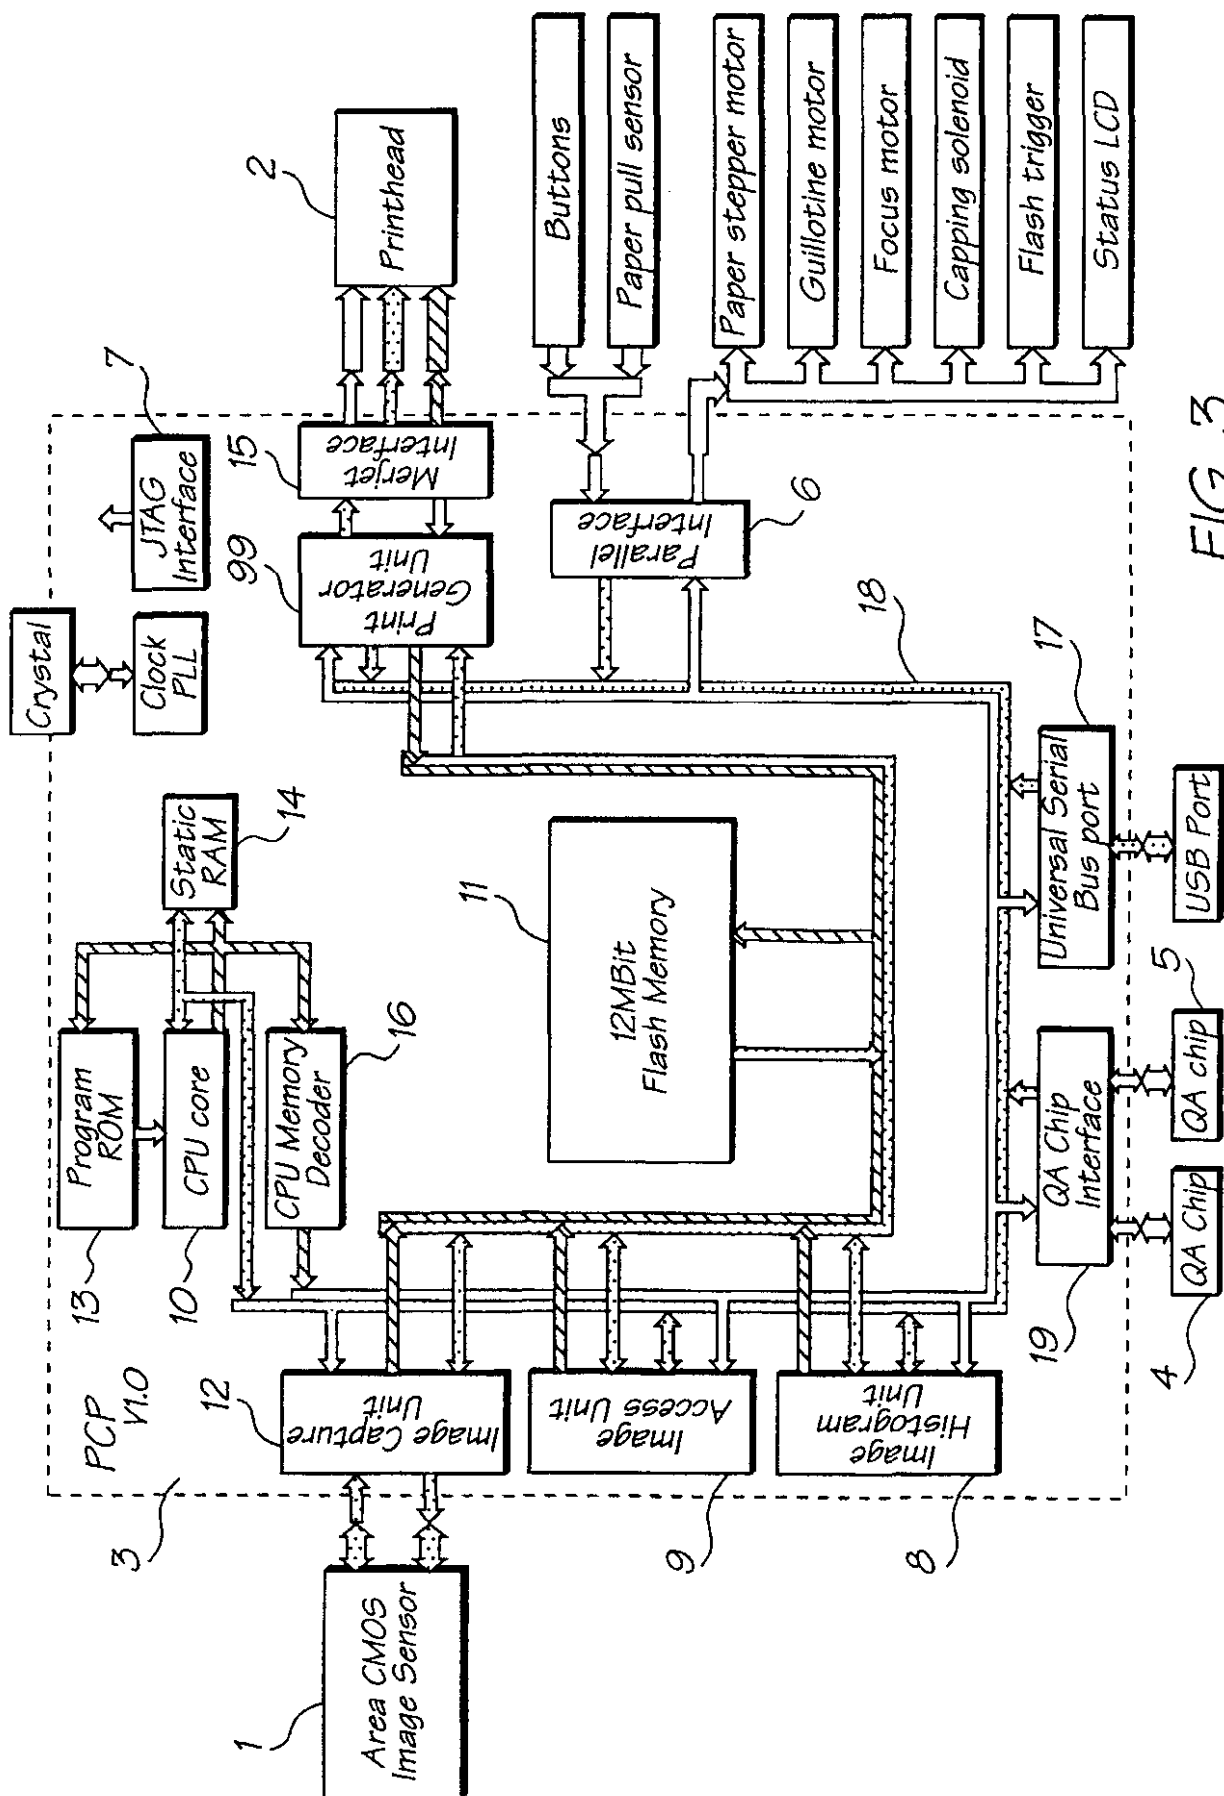 Crystal
7
Clock
PLL
JTAG
Interface
2
Printhead
14
Static
RAM
99
Print
Generator
Unit
15
Merjet
Interface
Program
ROM
13
CPU core
10
CPU Memory
Decoder
16
PCP
V1.0
3
12
Image Capture
Unit
1
Area CMOS
Image Sensor
11
12MBit
Flash Memory
Parallel
Interface
6
Buttons
Paper pull sensor
Paper stepper motor
Guillotine motor
Focus motor
Capping solenoid
Flash trigger
Status LCD
9
Image
Access Unit
8
Image
Histogram
Unit
18
17
Universal Serial
Bus port
USB Port
19
QA Chip
Interface
4
QA Chip
5
QA chip
FIG. 3